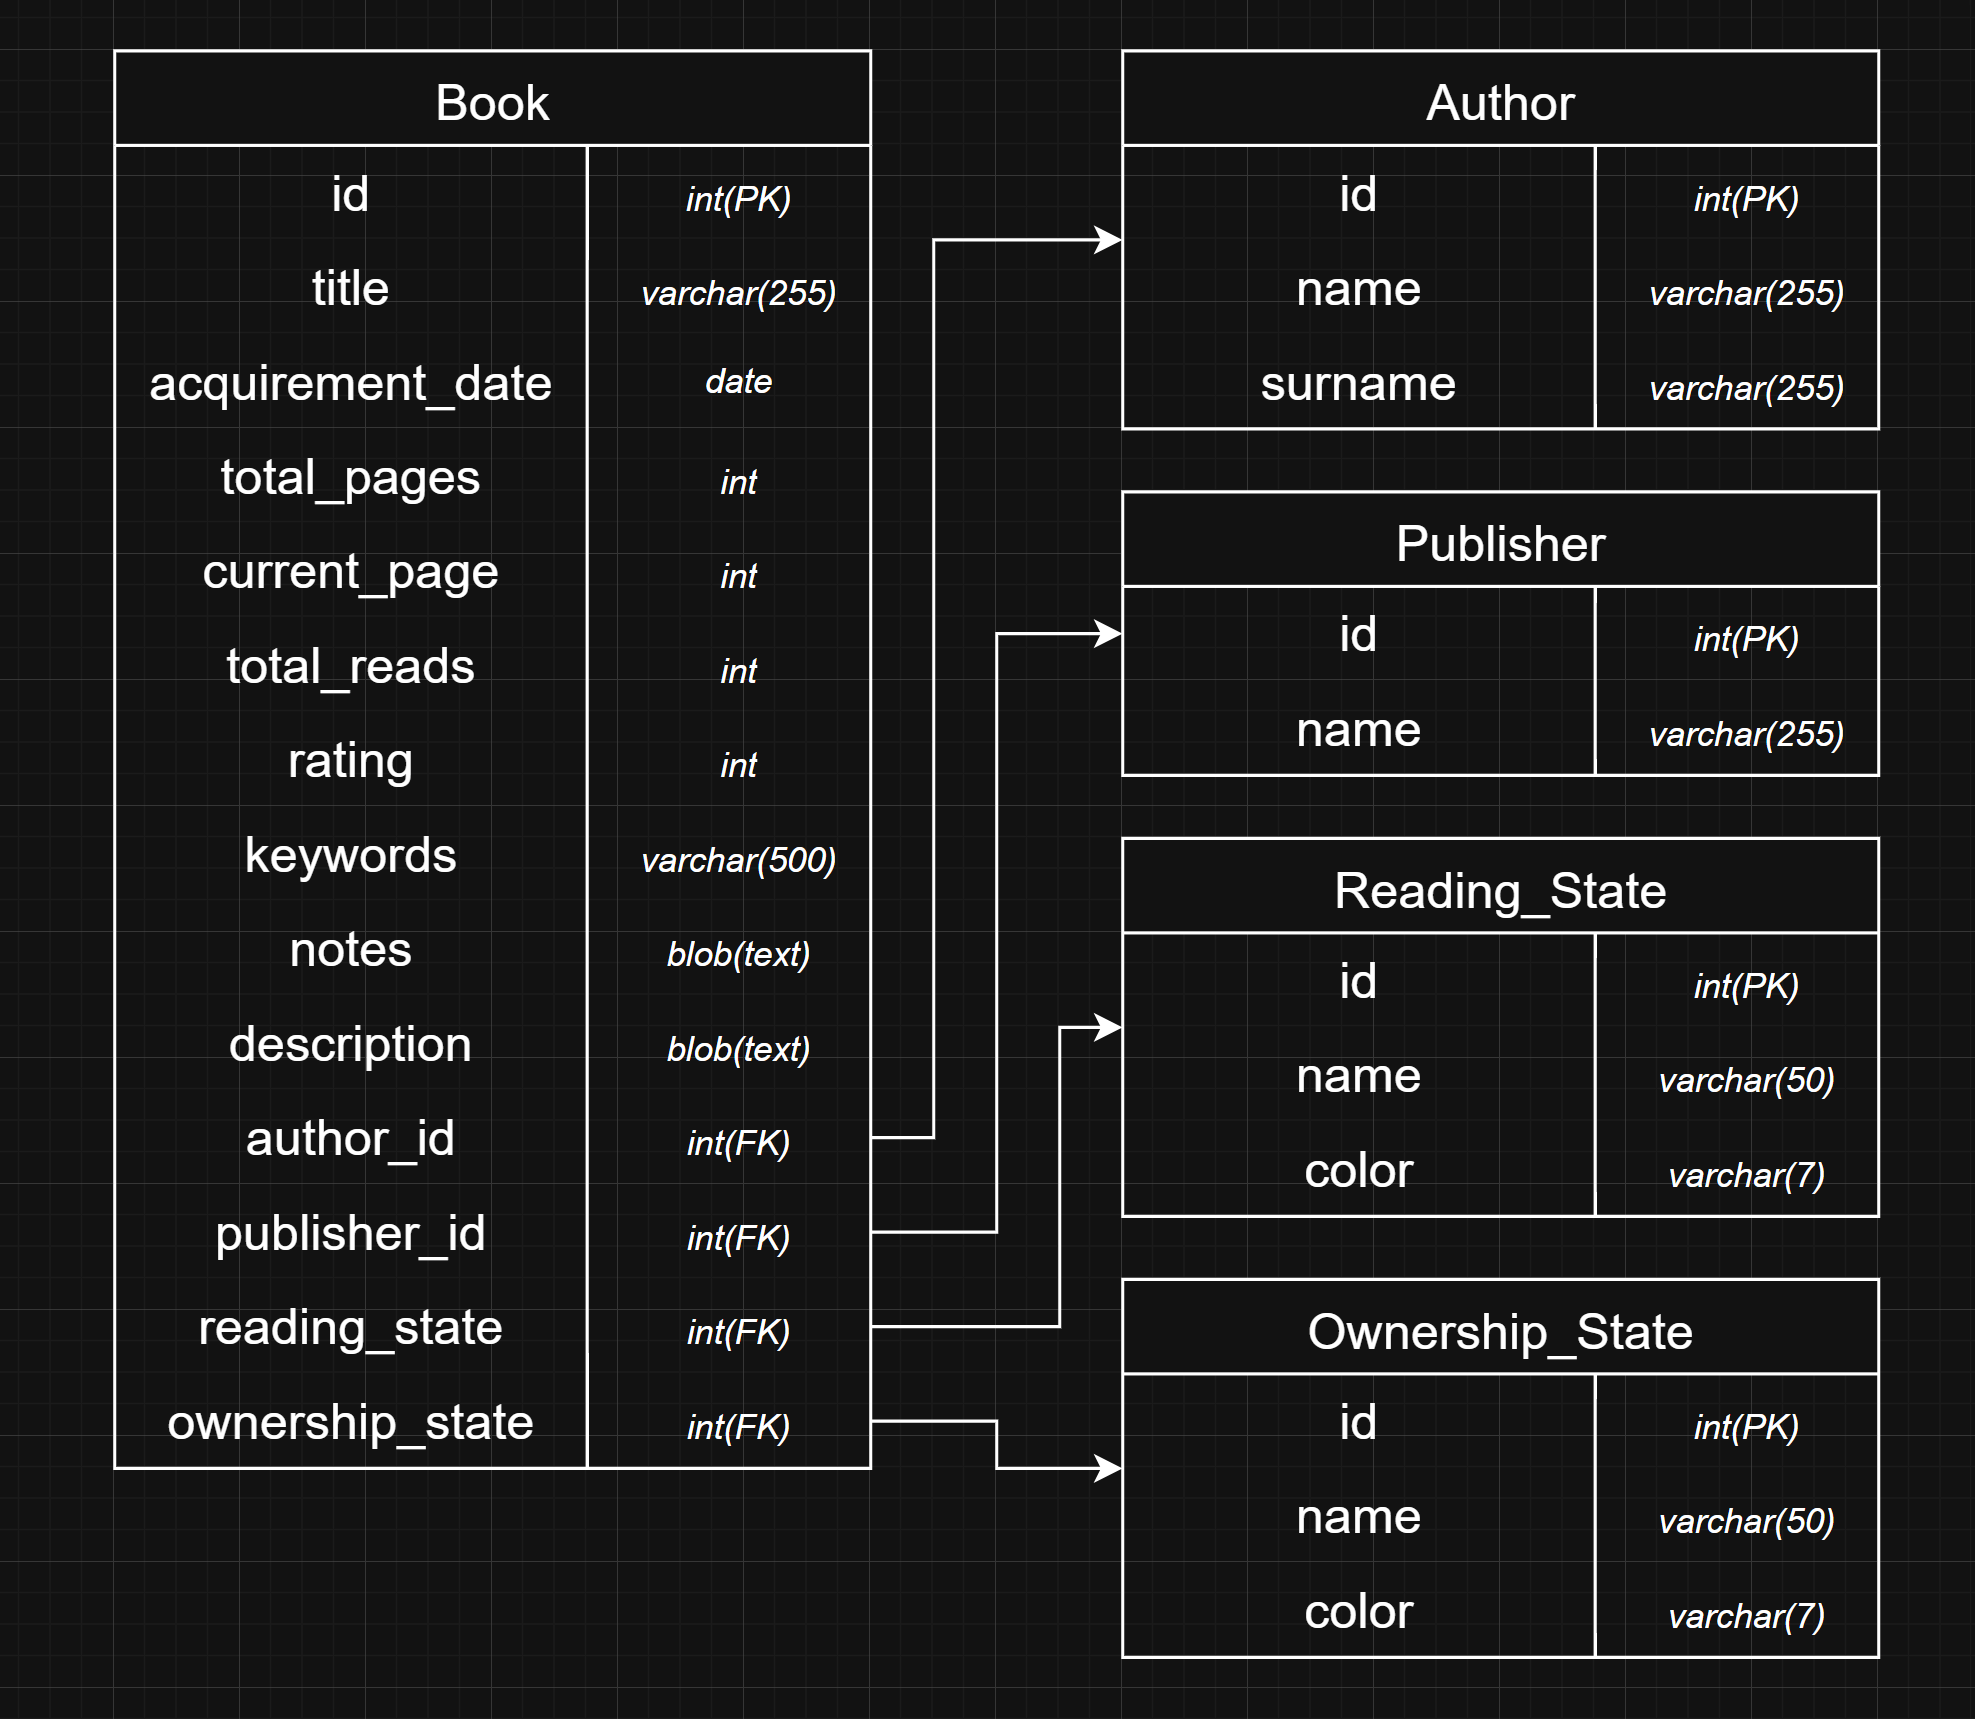 Book
id int(PK)
title varchar(255)
acquirement_date date
total_pages int
current_page int
total_reads int
rating int
keywords varchar(500)
notes blob(text)
description blob(text)
author_id int(FK)
publisher_id int(FK)
reading_state int(FK)
ownership_state int(FK)
Author
id int(PK)
name varchar(255)
surname varchar(255)
Publisher
id int(PK)
name varchar(255)
Reading_State
id int(PK)
name varchar(50)
color varchar(7)
Ownership_State
id int(PK)
name varchar(50)
color varchar(7)